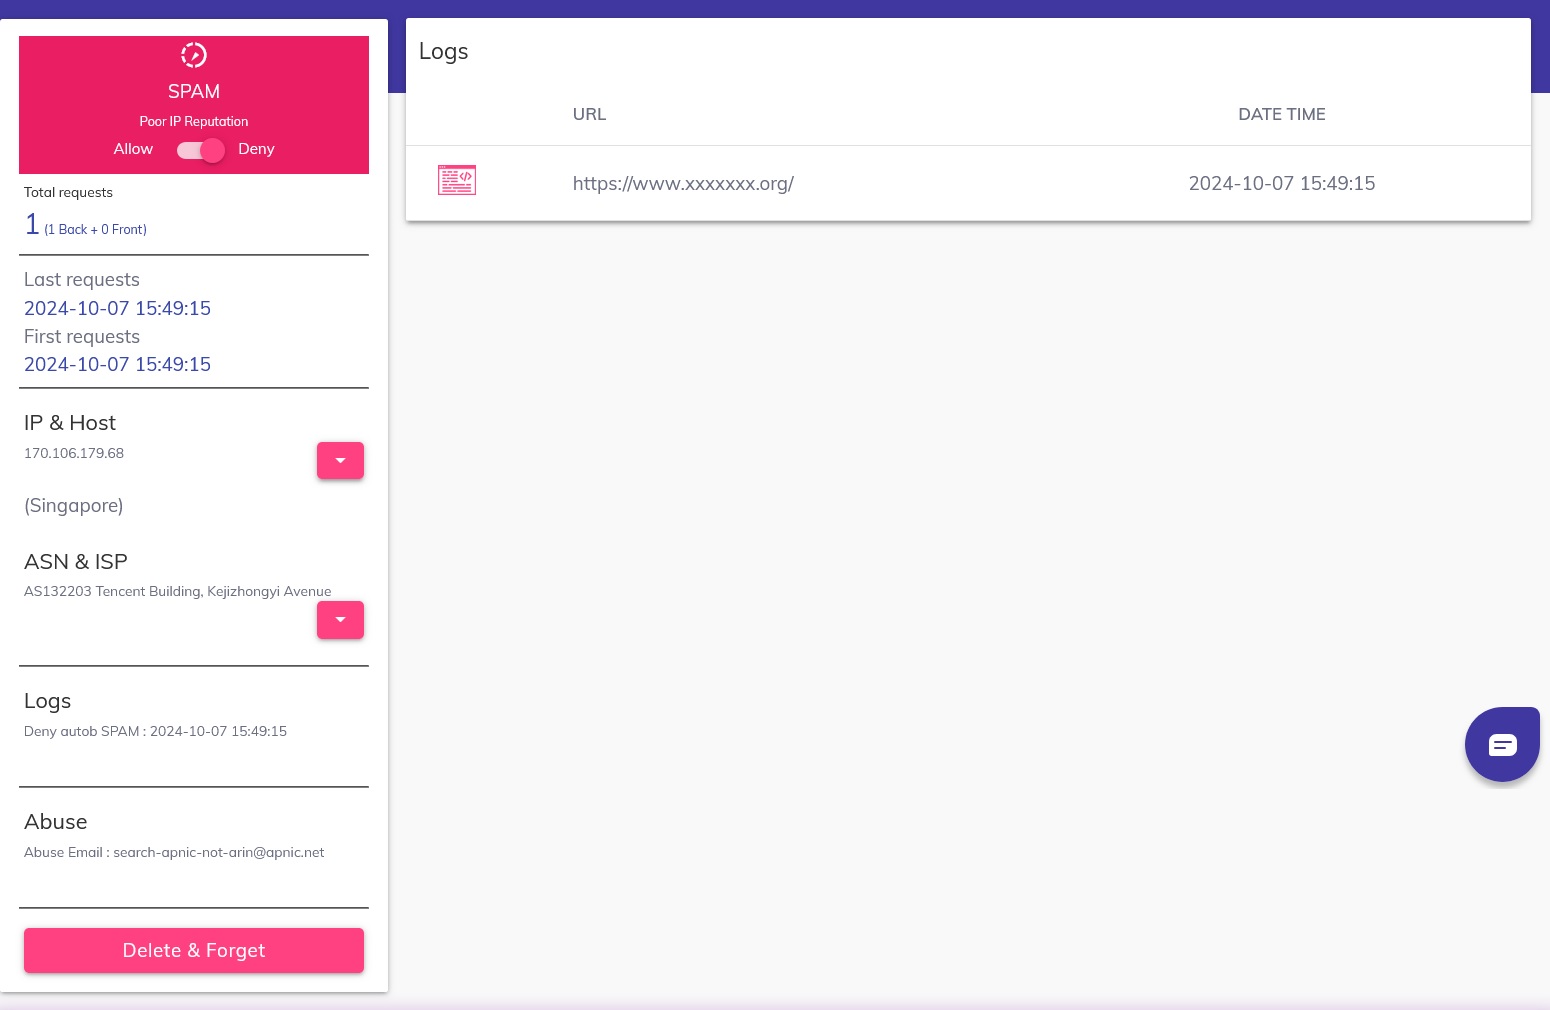 SPAM
Poor IP Reputation
Allow Deny
Total requests
1 (1 Back + 0 Front)
Last requests
2024-10-07 15:49:15
First requests
2024-10-07 15:49:15
IP & Host
170.106.179.68
(Singapore)
ASN & ISP
AS132203 Tencent Building, Kejizhongyi Avenue
Logs
Deny autob SPAM : 2024-10-07 15:49:15
Abuse
Abuse Email : search-apnic-not-arin@apnic.net
Delete & Forget
Logs
URL DATE TIME
https://www.xxxxxxx.org/ 2024-10-07 15:49:15